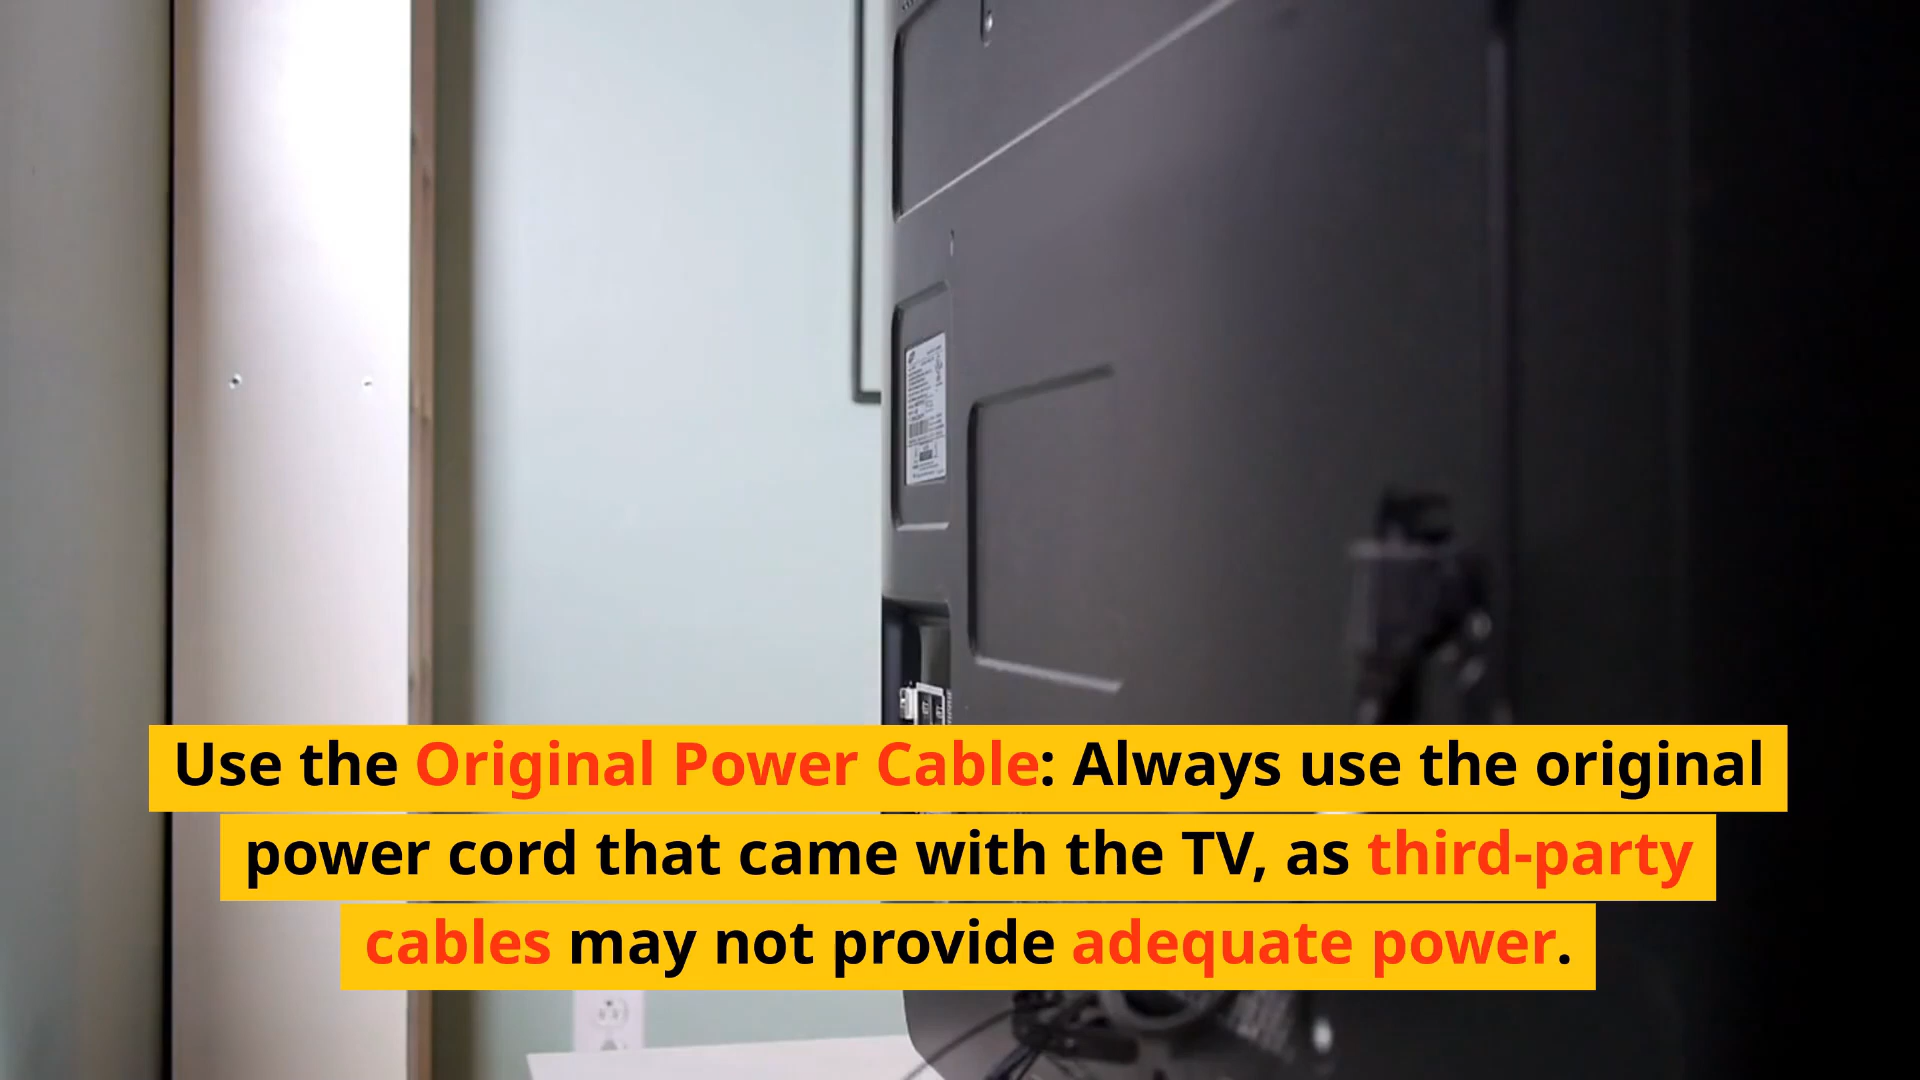 Use the Original Power Cable: Always use the original
power cord that came with the TV, as third-party
cables may not provide adequate power.